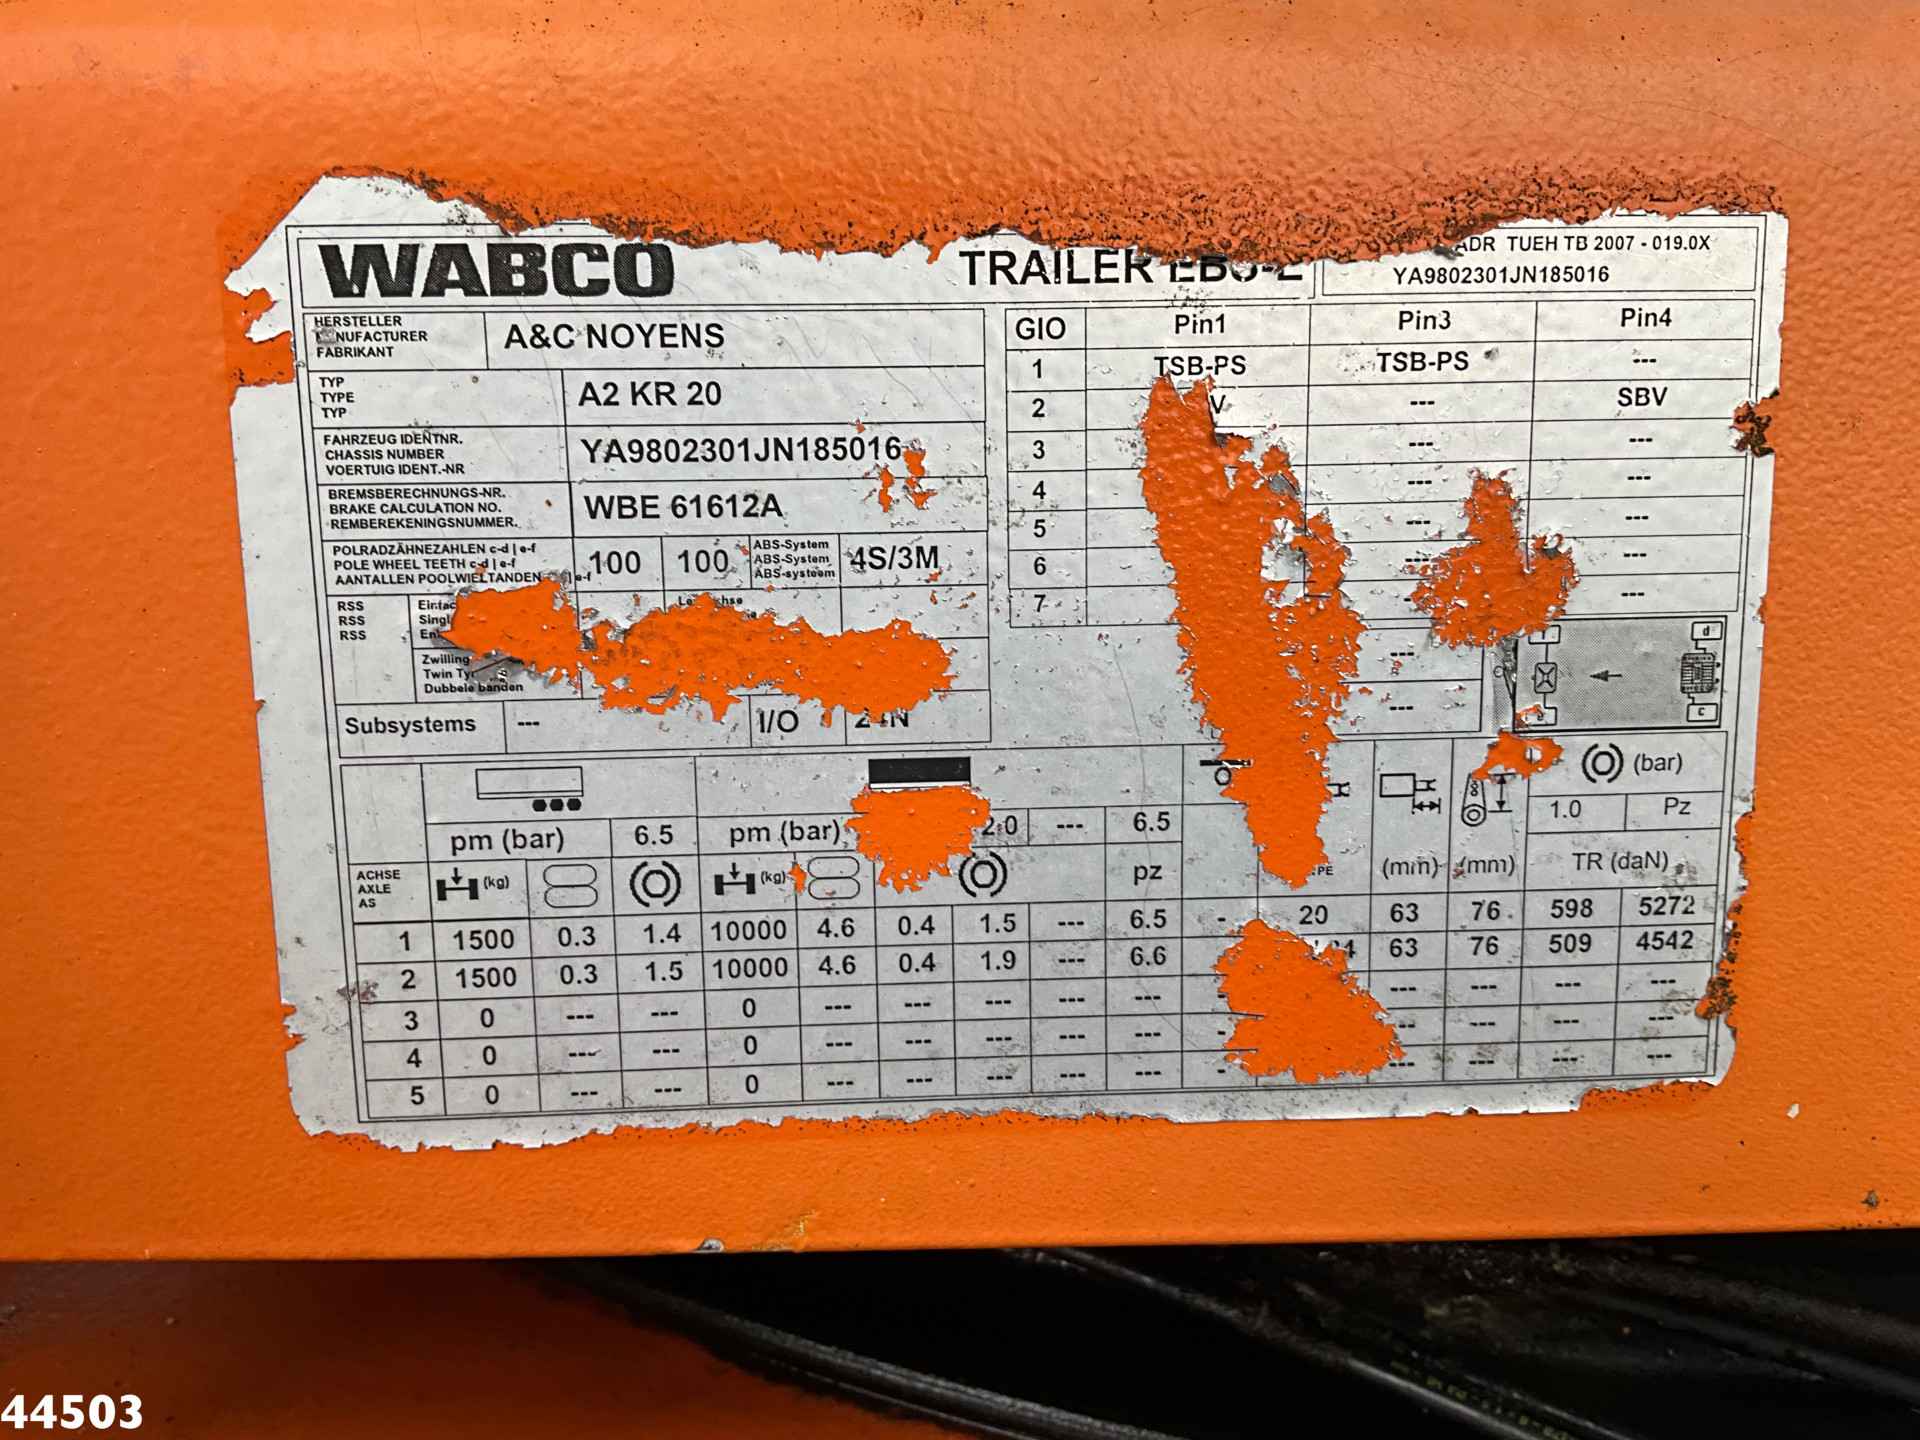 WABCO
TRAILER
ADR TUEH TB 2007 - 019.0X
YA9802301JN185016
HERSTELLER
MANUFACTURER
FABRIKANT
A&C NOYENS
TYP
TYPE
TYP
A2 KR 20
FAHRZEUG IDENTNR.
CHASSIS NUMBER
VOERTUIG IDENT.-NR
YA9802301JN185016
BREMSBERECHNUNGS-NR.
BRAKE CALCULATION NO.
REMBEREKENINGSNUMMER.
WBE 61612A
POLRADZÄHNEZAHLEN c-d | e-f
POLE WHEEL TEETH c-d | e-f
AANTALLEN POOLWIELTANDEN e-f
100 100
ABS-System
ABS-System
ABS-systeem
4S/3M
RSS
RSS
RSS
Zwilling
Twin
Dubbele banden
Subsystems --- I/O 24N
GIO Pin1 Pin3 Pin4
1 TSB-PS TSB-PS ---
2 --- SBV
3 --- ---
4 --- ---
5 --- ---
6 --- ---
7 ---
---
---
d
c
pm (bar) 6.5 pm (bar) 2.0 --- 6.5
(bar)
1.0 Pz
ACHSE
AXLE
AS
(kg) (kg) pz (mm) (mm) TR (daN)
1 1500 0.3 1.4 10000 4.6 0.4 1.5 --- 6.5 - 20 63 76 598 5272
2 1500 0.3 1.5 10000 4.6 0.4 1.9 --- 6.6 63 76 509 4542
3 0 --- --- 0 --- --- --- --- --- - --- --- --- ---
4 0 --- --- 0 --- --- --- --- --- - --- --- --- ---
5 0 --- --- 0 --- --- --- --- --- - --- --- --- ---
44503